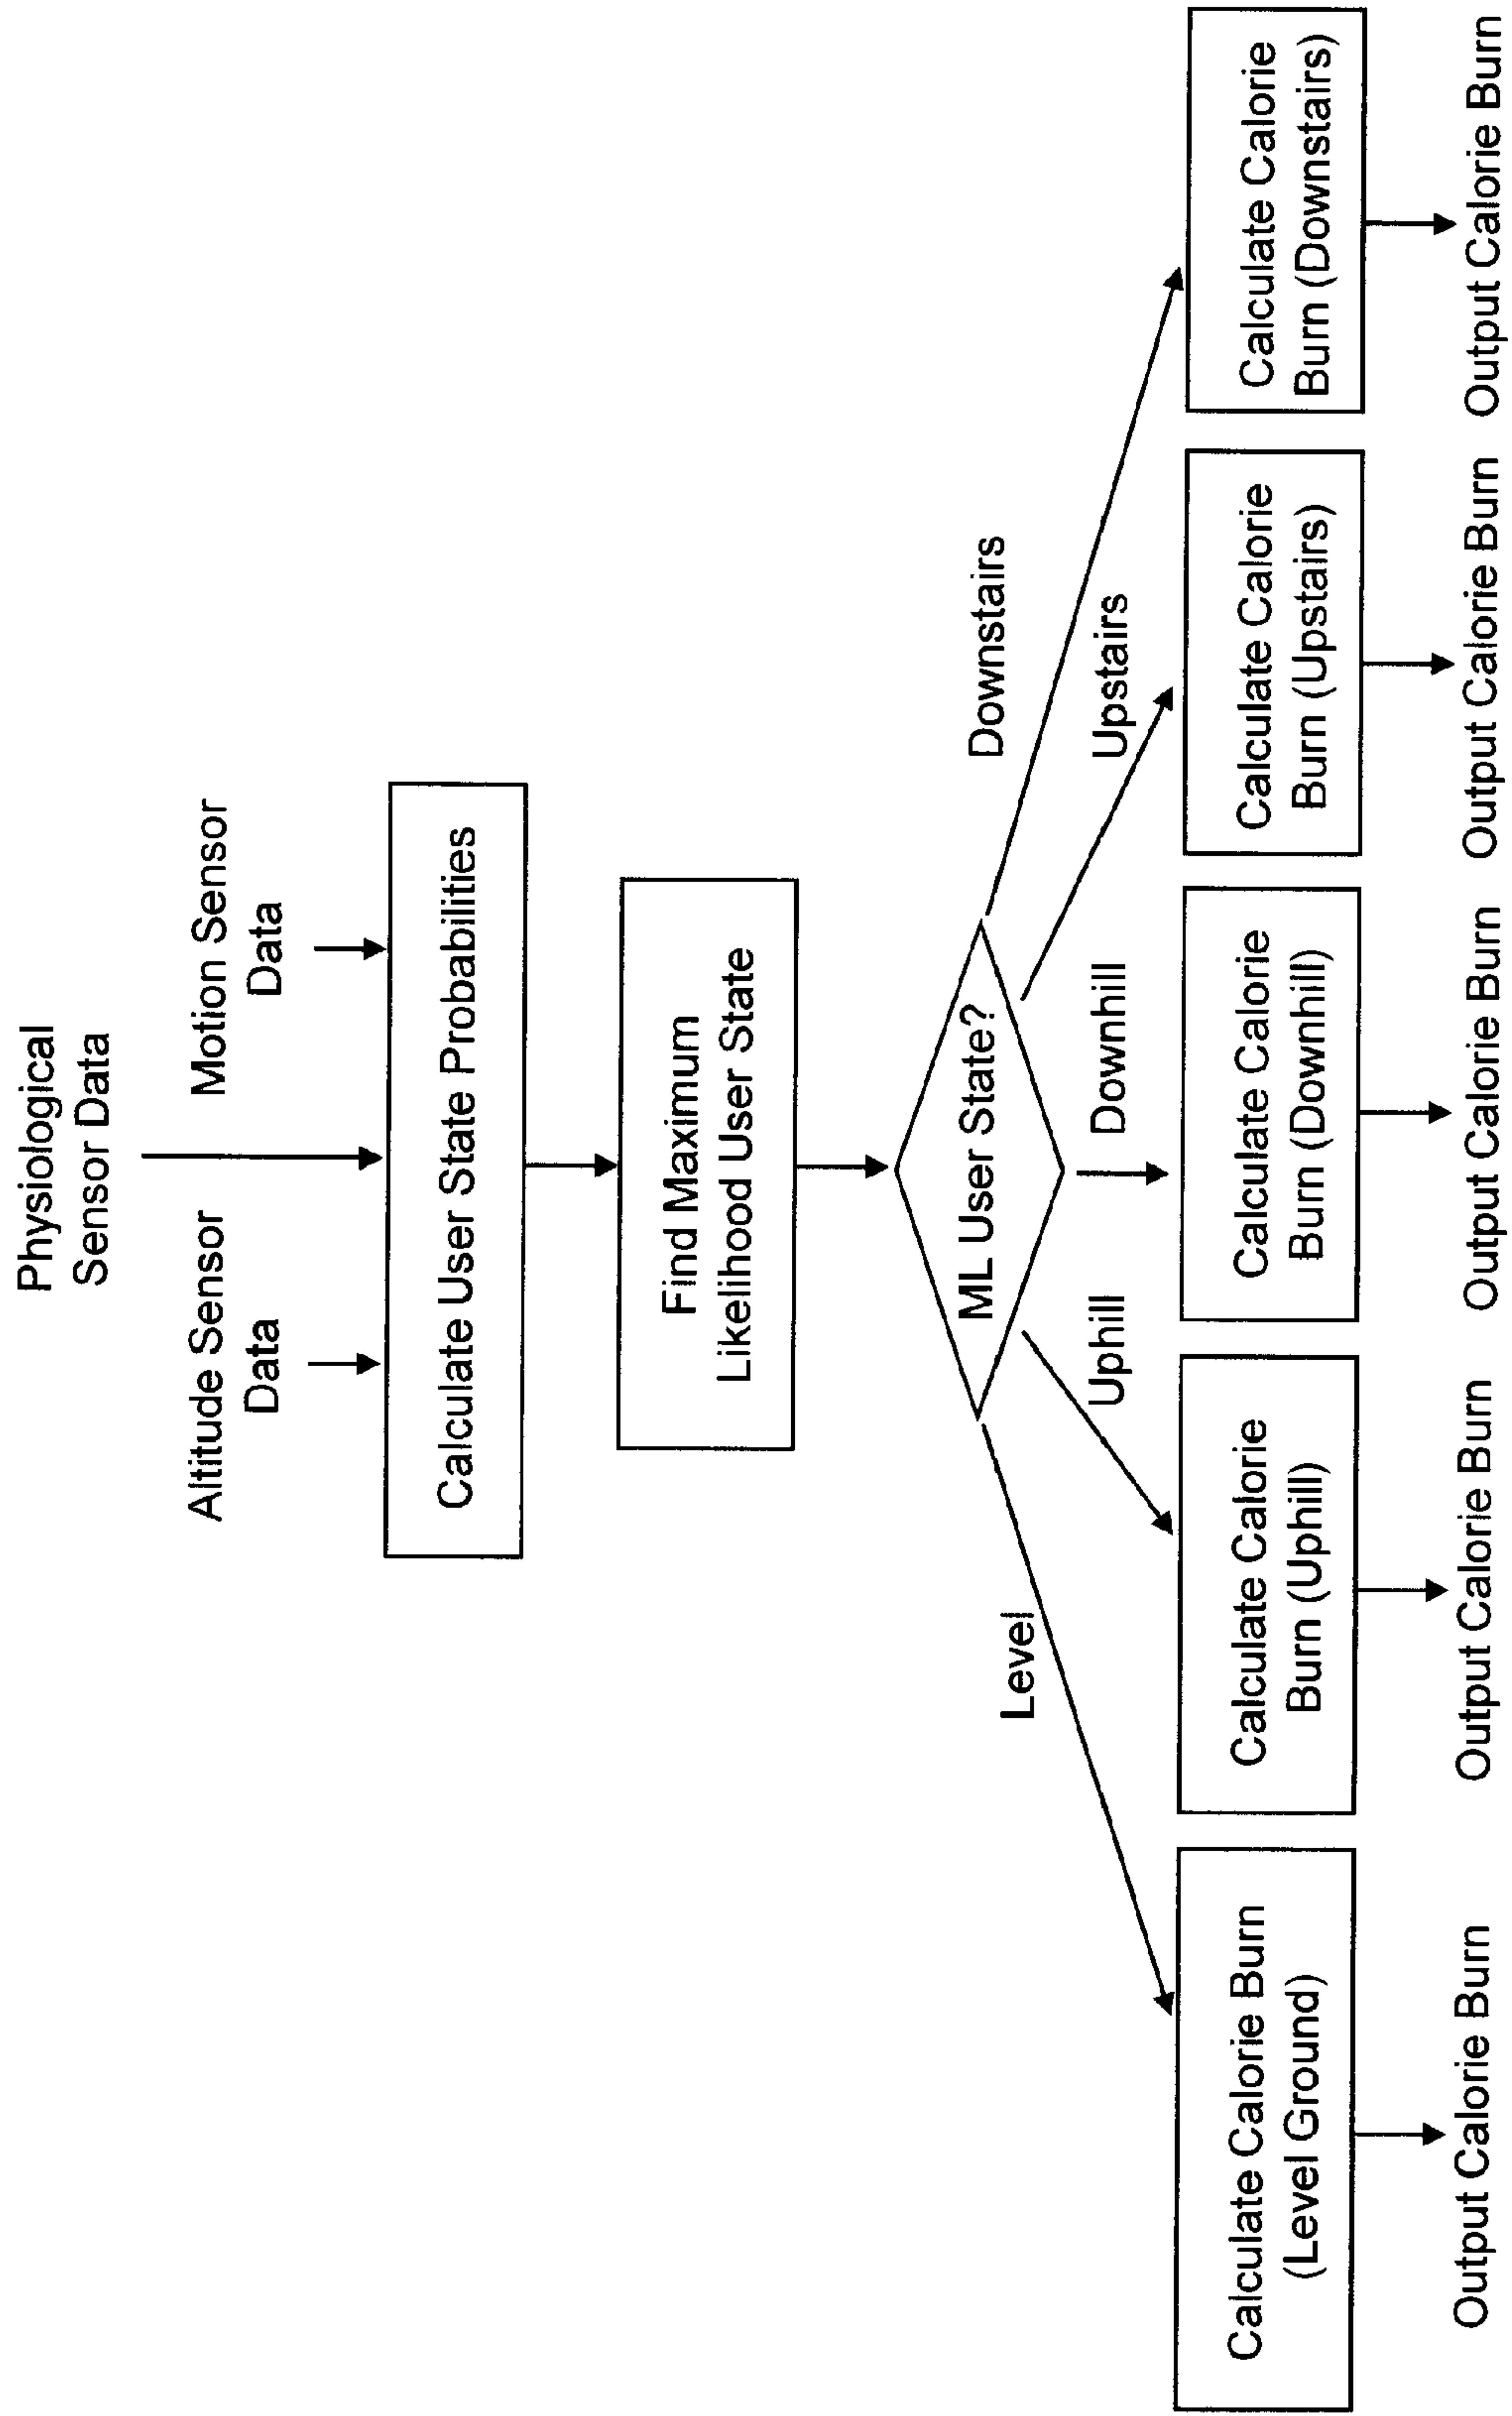 Physiological
Sensor Data
Altitude Sensor
Data
Motion Sensor
Data
Calculate User State Probabilities
Find Maximum
Likelihood User State
ML User State?
Level
Uphill
Downhill
Upstairs
Downstairs
Calculate Calorie Burn
(Level Ground)
Calculate Calorie
Burn (Uphill)
Calculate Calorie
Burn (Downhill)
Calculate Calorie
Burn (Upstairs)
Calculate Calorie
Burn (Downstairs)
Output Calorie Burn
Output Calorie Burn
Output Calorie Burn
Output Calorie Burn
Output Calorie Burn